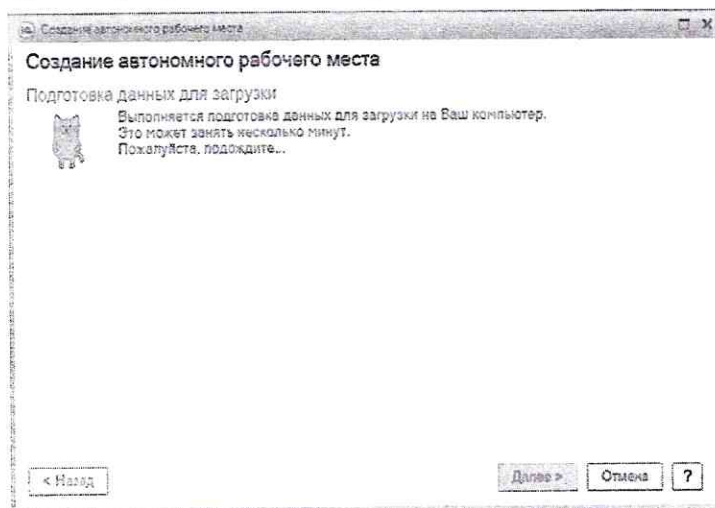 Создание автономного рабочего места
Создание автономного рабочего места
Подготовка данных для загрузки
Выполняется подготовка данных для загрузки на Ваш компьютер.
Это может занять несколько минут.
Пожалуйста, подождите...
< Назад
Далее >
Отмена
?